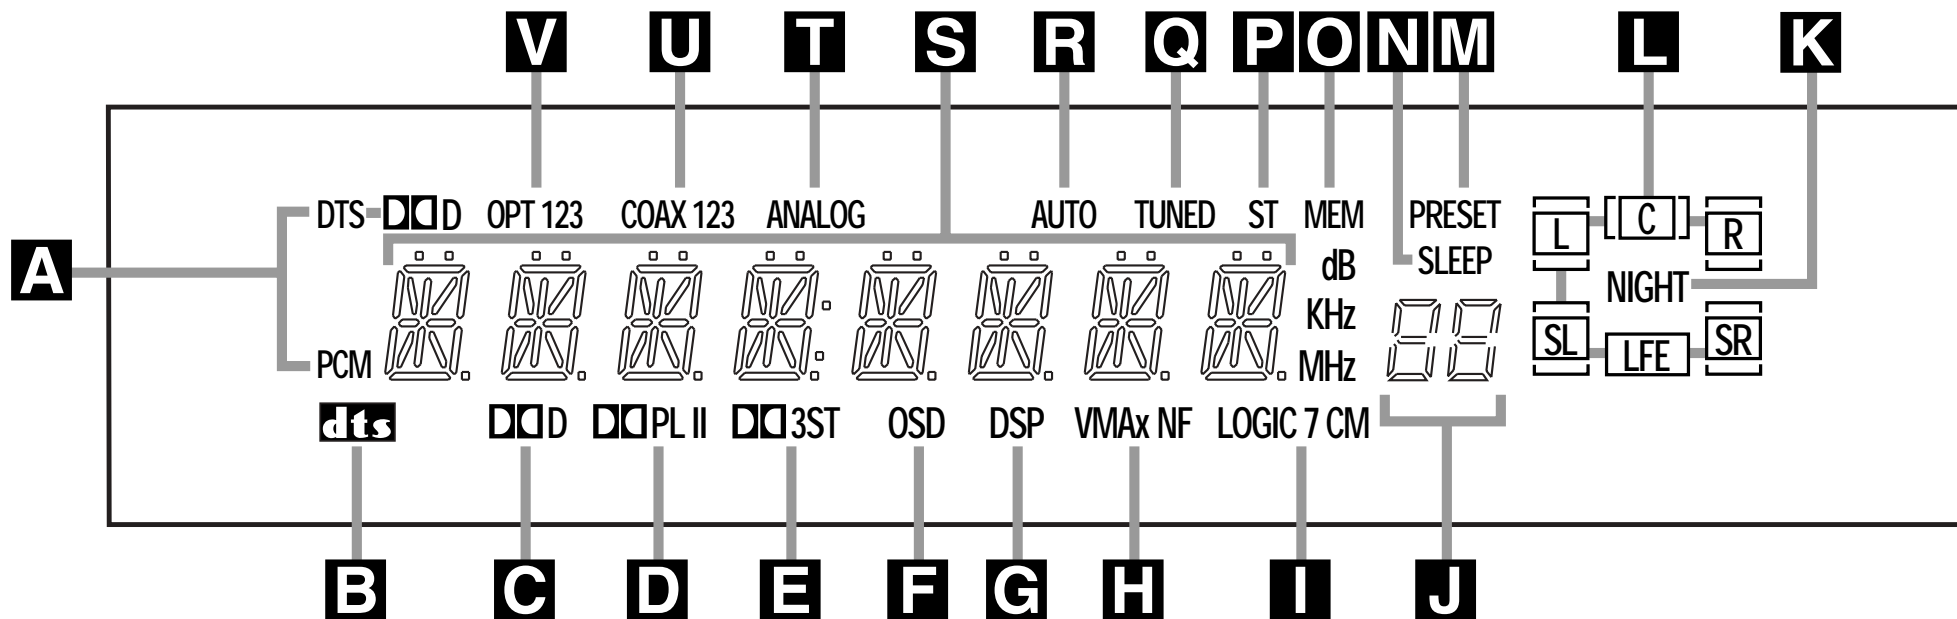 V U T S R Q P O N M L K
DTS D OPT 123 COAX 123 ANALOG AUTO TUNED ST MEM PRESET L C R
A dB SLEEP
NIGHT
KHz
PCM MHz SL LFE SR
dts D PL II 3ST OSD DSP VMAx NF LOGIC 7 CM
B C D E F G H I J